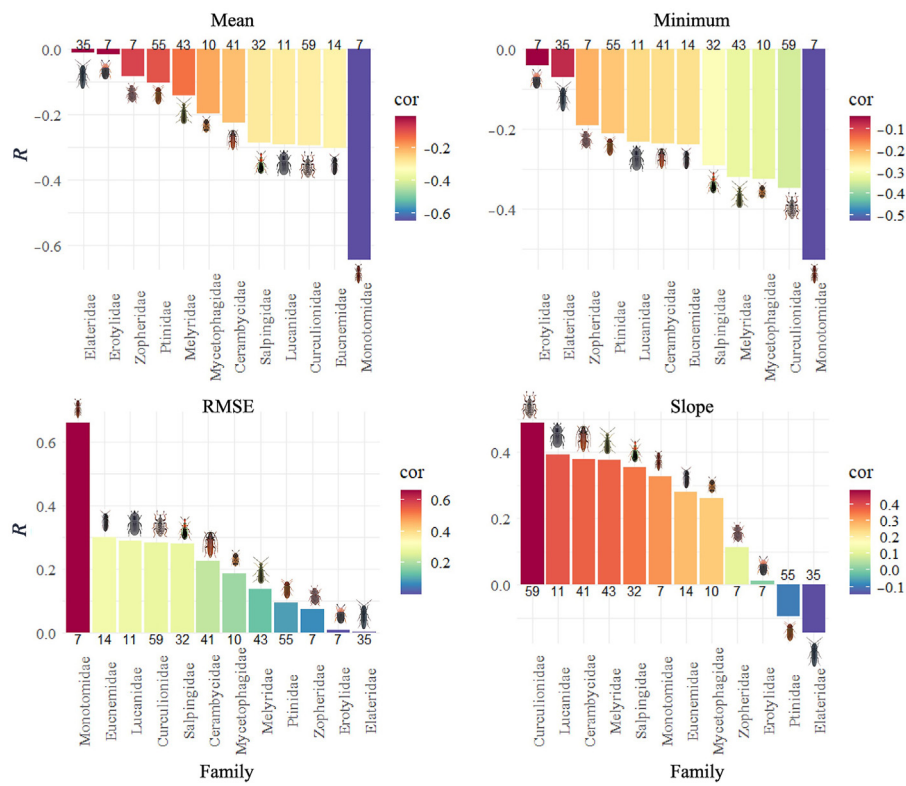 Mean
35 7 7 55 43 10 41 32 11 59 14 7
0.0
−0.2
−0.4
−0.6
R
cor
−0.2
−0.4
−0.6
Elateridae
Erotylidae
Zopheridae
Ptinidae
Melyridae
Mycetophagidae
Cerambycidae
Salpingidae
Lucanidae
Curculionidae
Eucnemidae
Monotomidae
Minimum
7 35 7 55 11 41 14 32 43 10 59 7
0.0
−0.2
−0.4
cor
−0.1
−0.2
−0.3
−0.4
−0.5
Erotylidae
Elateridae
Zopheridae
Ptinidae
Lucanidae
Cerambycidae
Eucnemidae
Salpingidae
Melyridae
Mycetophagidae
Curculionidae
Monotomidae
RMSE
0.6
0.4
0.2
0.0
R
7 14 11 59 32 41 10 43 55 7 7 35
cor
0.6
0.4
0.2
Monotomidae
Eucnemidae
Lucanidae
Curculionidae
Salpingidae
Cerambycidae
Mycetophagidae
Melyridae
Ptinidae
Zopheridae
Erotylidae
Elateridae
Family
Slope
0.4
0.2
0.0
59 11 41 43 32 7 14 10 7 7 55 35
cor
0.4
0.3
0.2
0.1
0.0
−0.1
Curculionidae
Lucanidae
Cerambycidae
Melyridae
Salpingidae
Monotomidae
Eucnemidae
Mycetophagidae
Zopheridae
Erotylidae
Ptinidae
Elateridae
Family